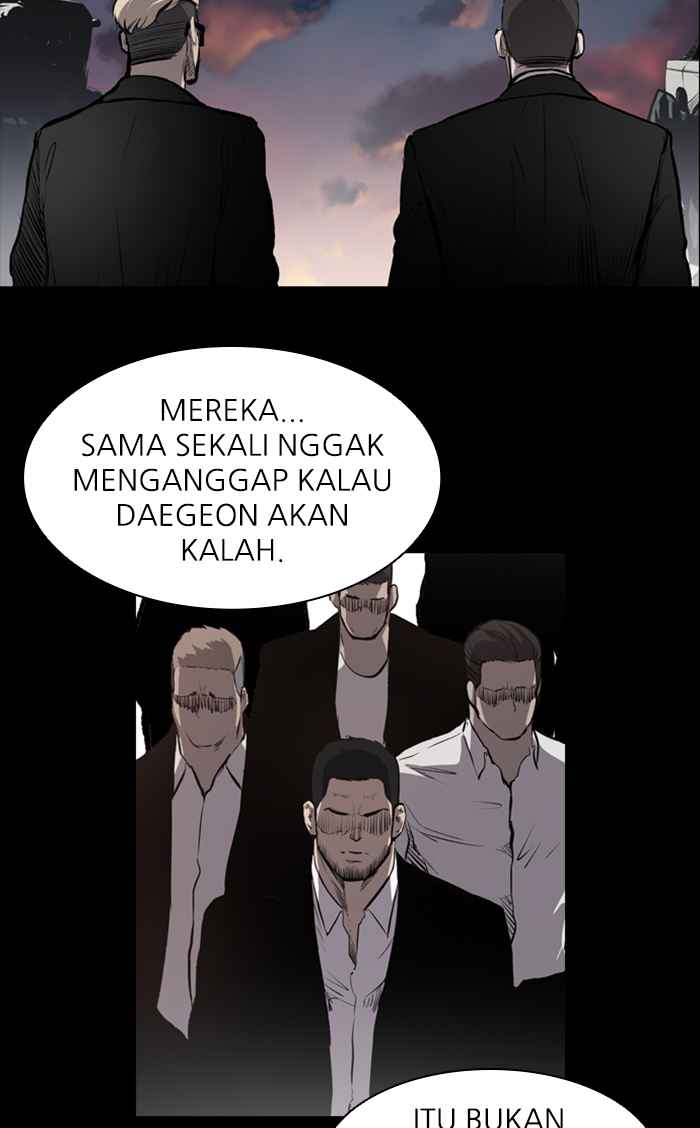 MEREKA...
SAMA SEKALI NGGAK
MENGANGGAP KALAU
DAEGEON AKAN
KALAH.
ITU BUKAN